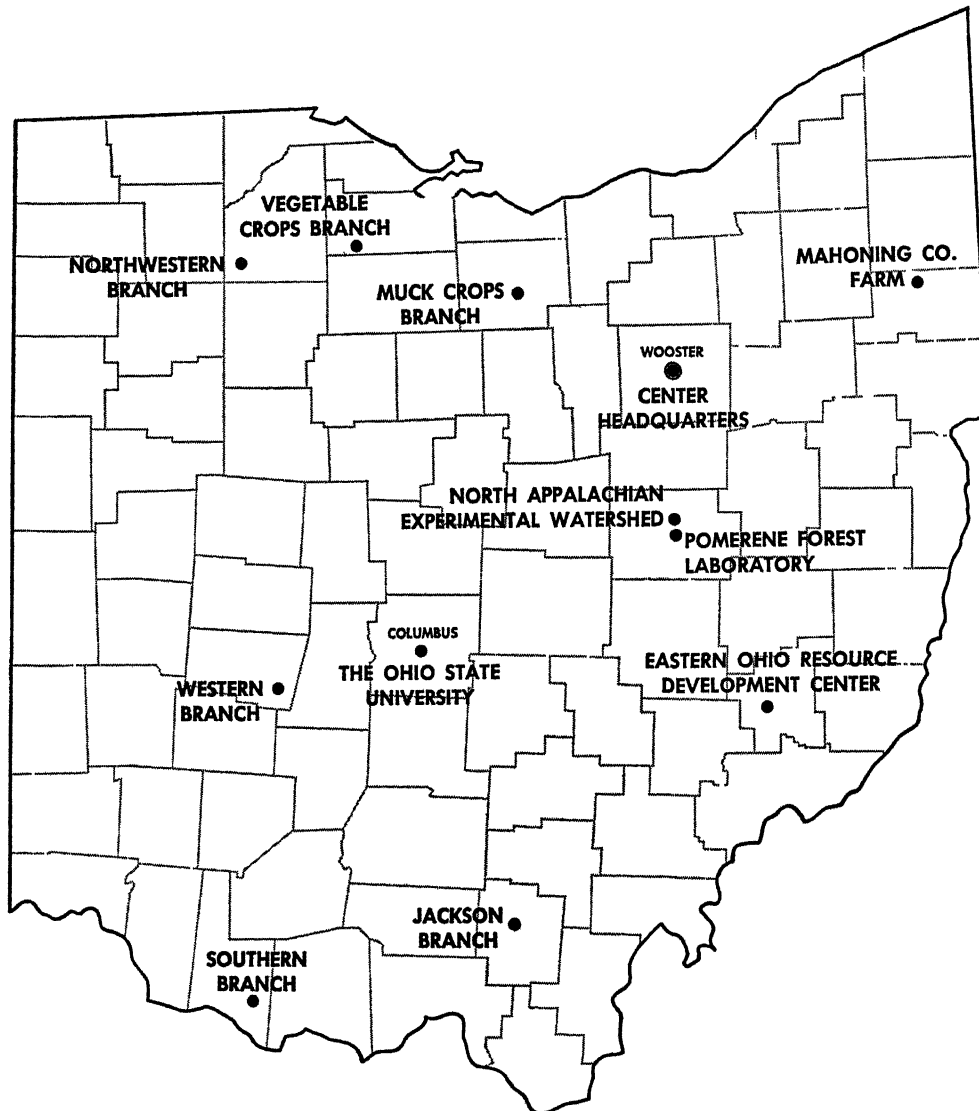 VEGETABLE
CROPS BRANCH
NORTHWESTERN
BRANCH
MAHONING CO.
FARM
MUCK CROPS
BRANCH
WOOSTER
CENTER
HEADQUARTERS
NORTH APPALACHIAN
EXPERIMENTAL WATERSHED
POMERENE FOREST
LABORATORY
COLUMBUS
THE OHIO STATE
UNIVERSITY
EASTERN OHIO RESOURCE
DEVELOPMENT CENTER
WESTERN
BRANCH
JACKSON
BRANCH
SOUTHERN
BRANCH